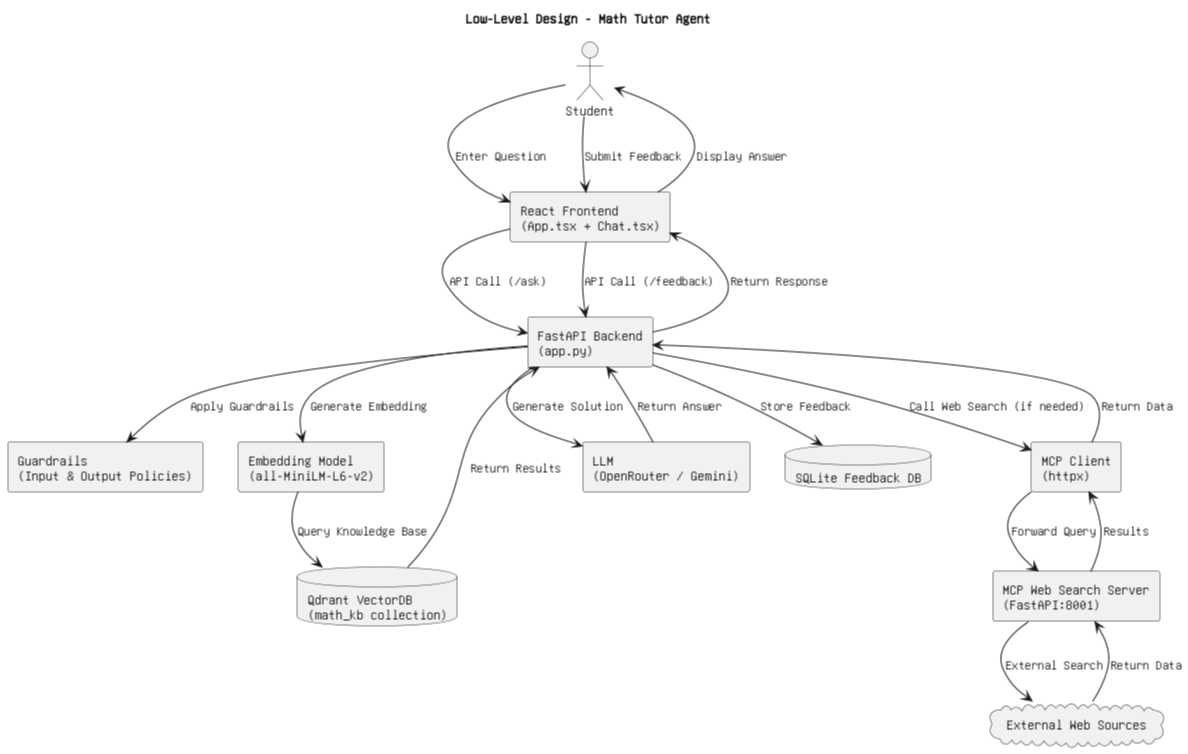 Low-Level Design - Math Tutor Agent
Student
Enter Question
Submit Feedback
Display Answer
React Frontend
(App.tsx + Chat.tsx)
API Call (/ask)
API Call (/feedback)
Return Response
FastAPI Backend
(app.py)
Apply Guardrails
Generate Embedding
Generate Solution
Return Answer
Store Feedback
Call Web Search (if needed)
Return Data
Guardrails
(Input & Output Policies)
Embedding Model
(all-MiniLM-L6-v2)
Return Results
LLM
(OpenRouter / Gemini)
SQLite Feedback DB
MCP Client
(httpx)
Query Knowledge Base
Forward Query
Results
Qdrant VectorDB
(math_kb collection)
MCP Web Search Server
(FastAPI:8001)
External Search
Return Data
External Web Sources